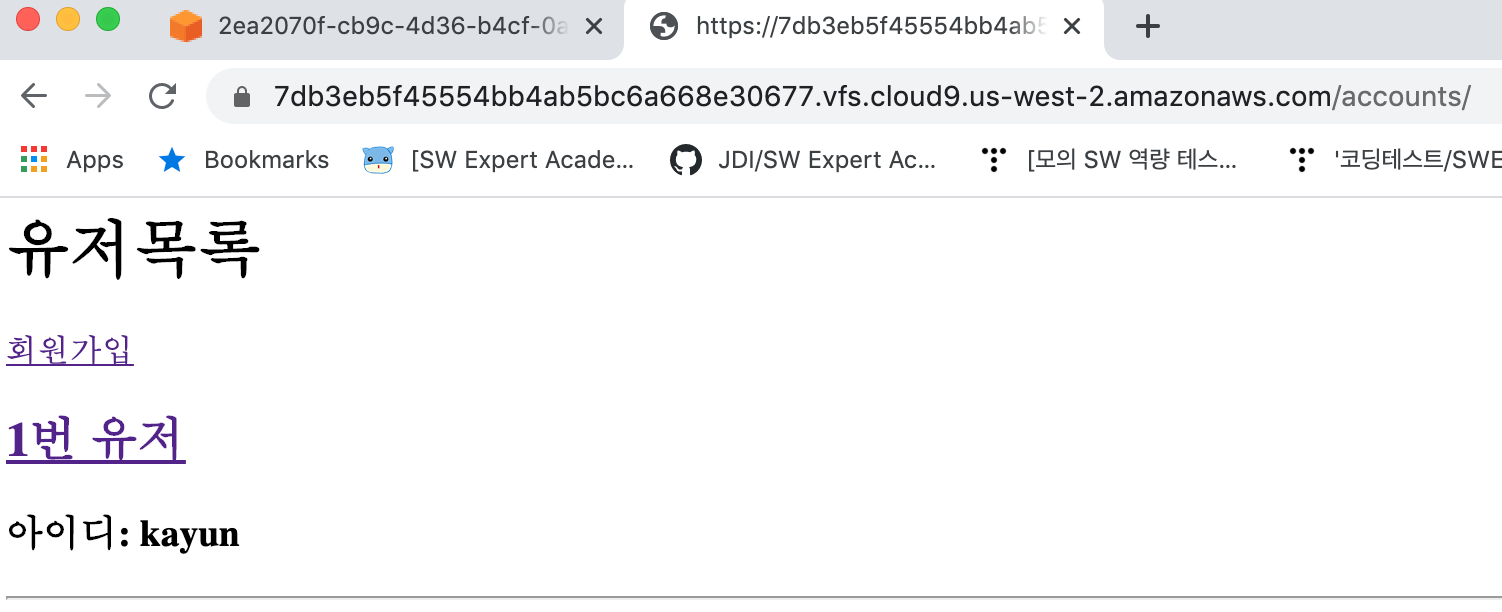 2ea2070f-cb9c-4d36-b4cf-0a
https://7db3eb5f45554bb4ab5
7db3eb5f45554bb4ab5bc6a668e30677.vfs.cloud9.us-west-2.amazonaws.com/accounts/
Apps Bookmarks [SW Expert Acade... JDI/SW Expert Ac... [모의 SW 역량 테스... '코딩테스트/SWE
유저목록
회원가입
1번 유저
아이디: kayun